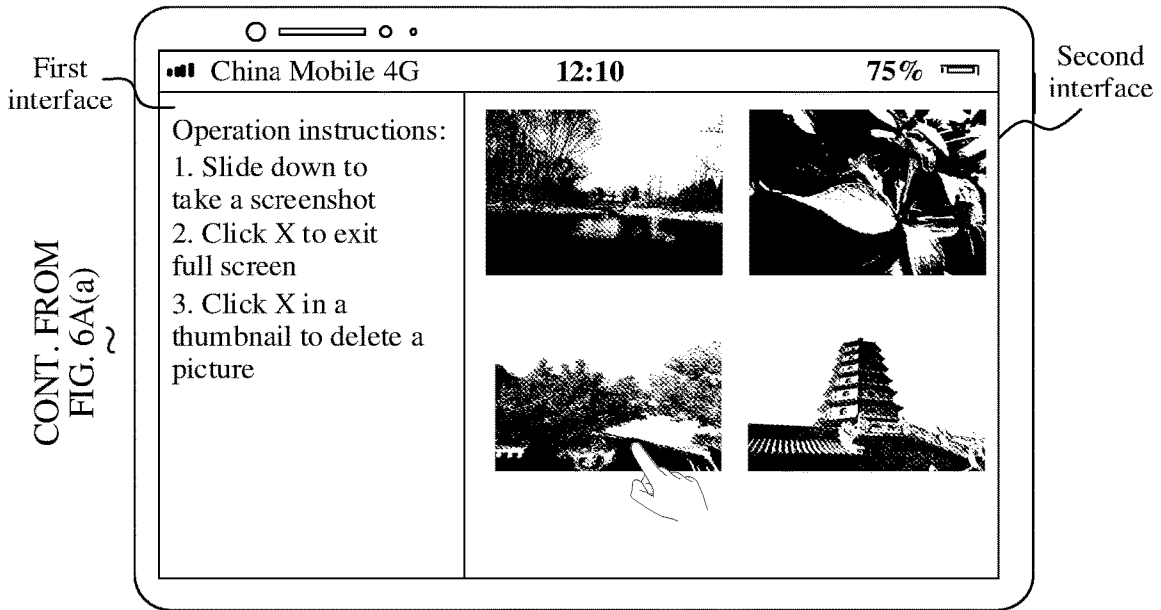 First
interface
Second
interface
China Mobile 4G 12:10 75%
Operation instructions:
1. Slide down to
take a screenshot
2. Click X to exit
full screen
3. Click X in a
thumbnail to delete a
picture
CONT. FROM
FIG. 6A(a)